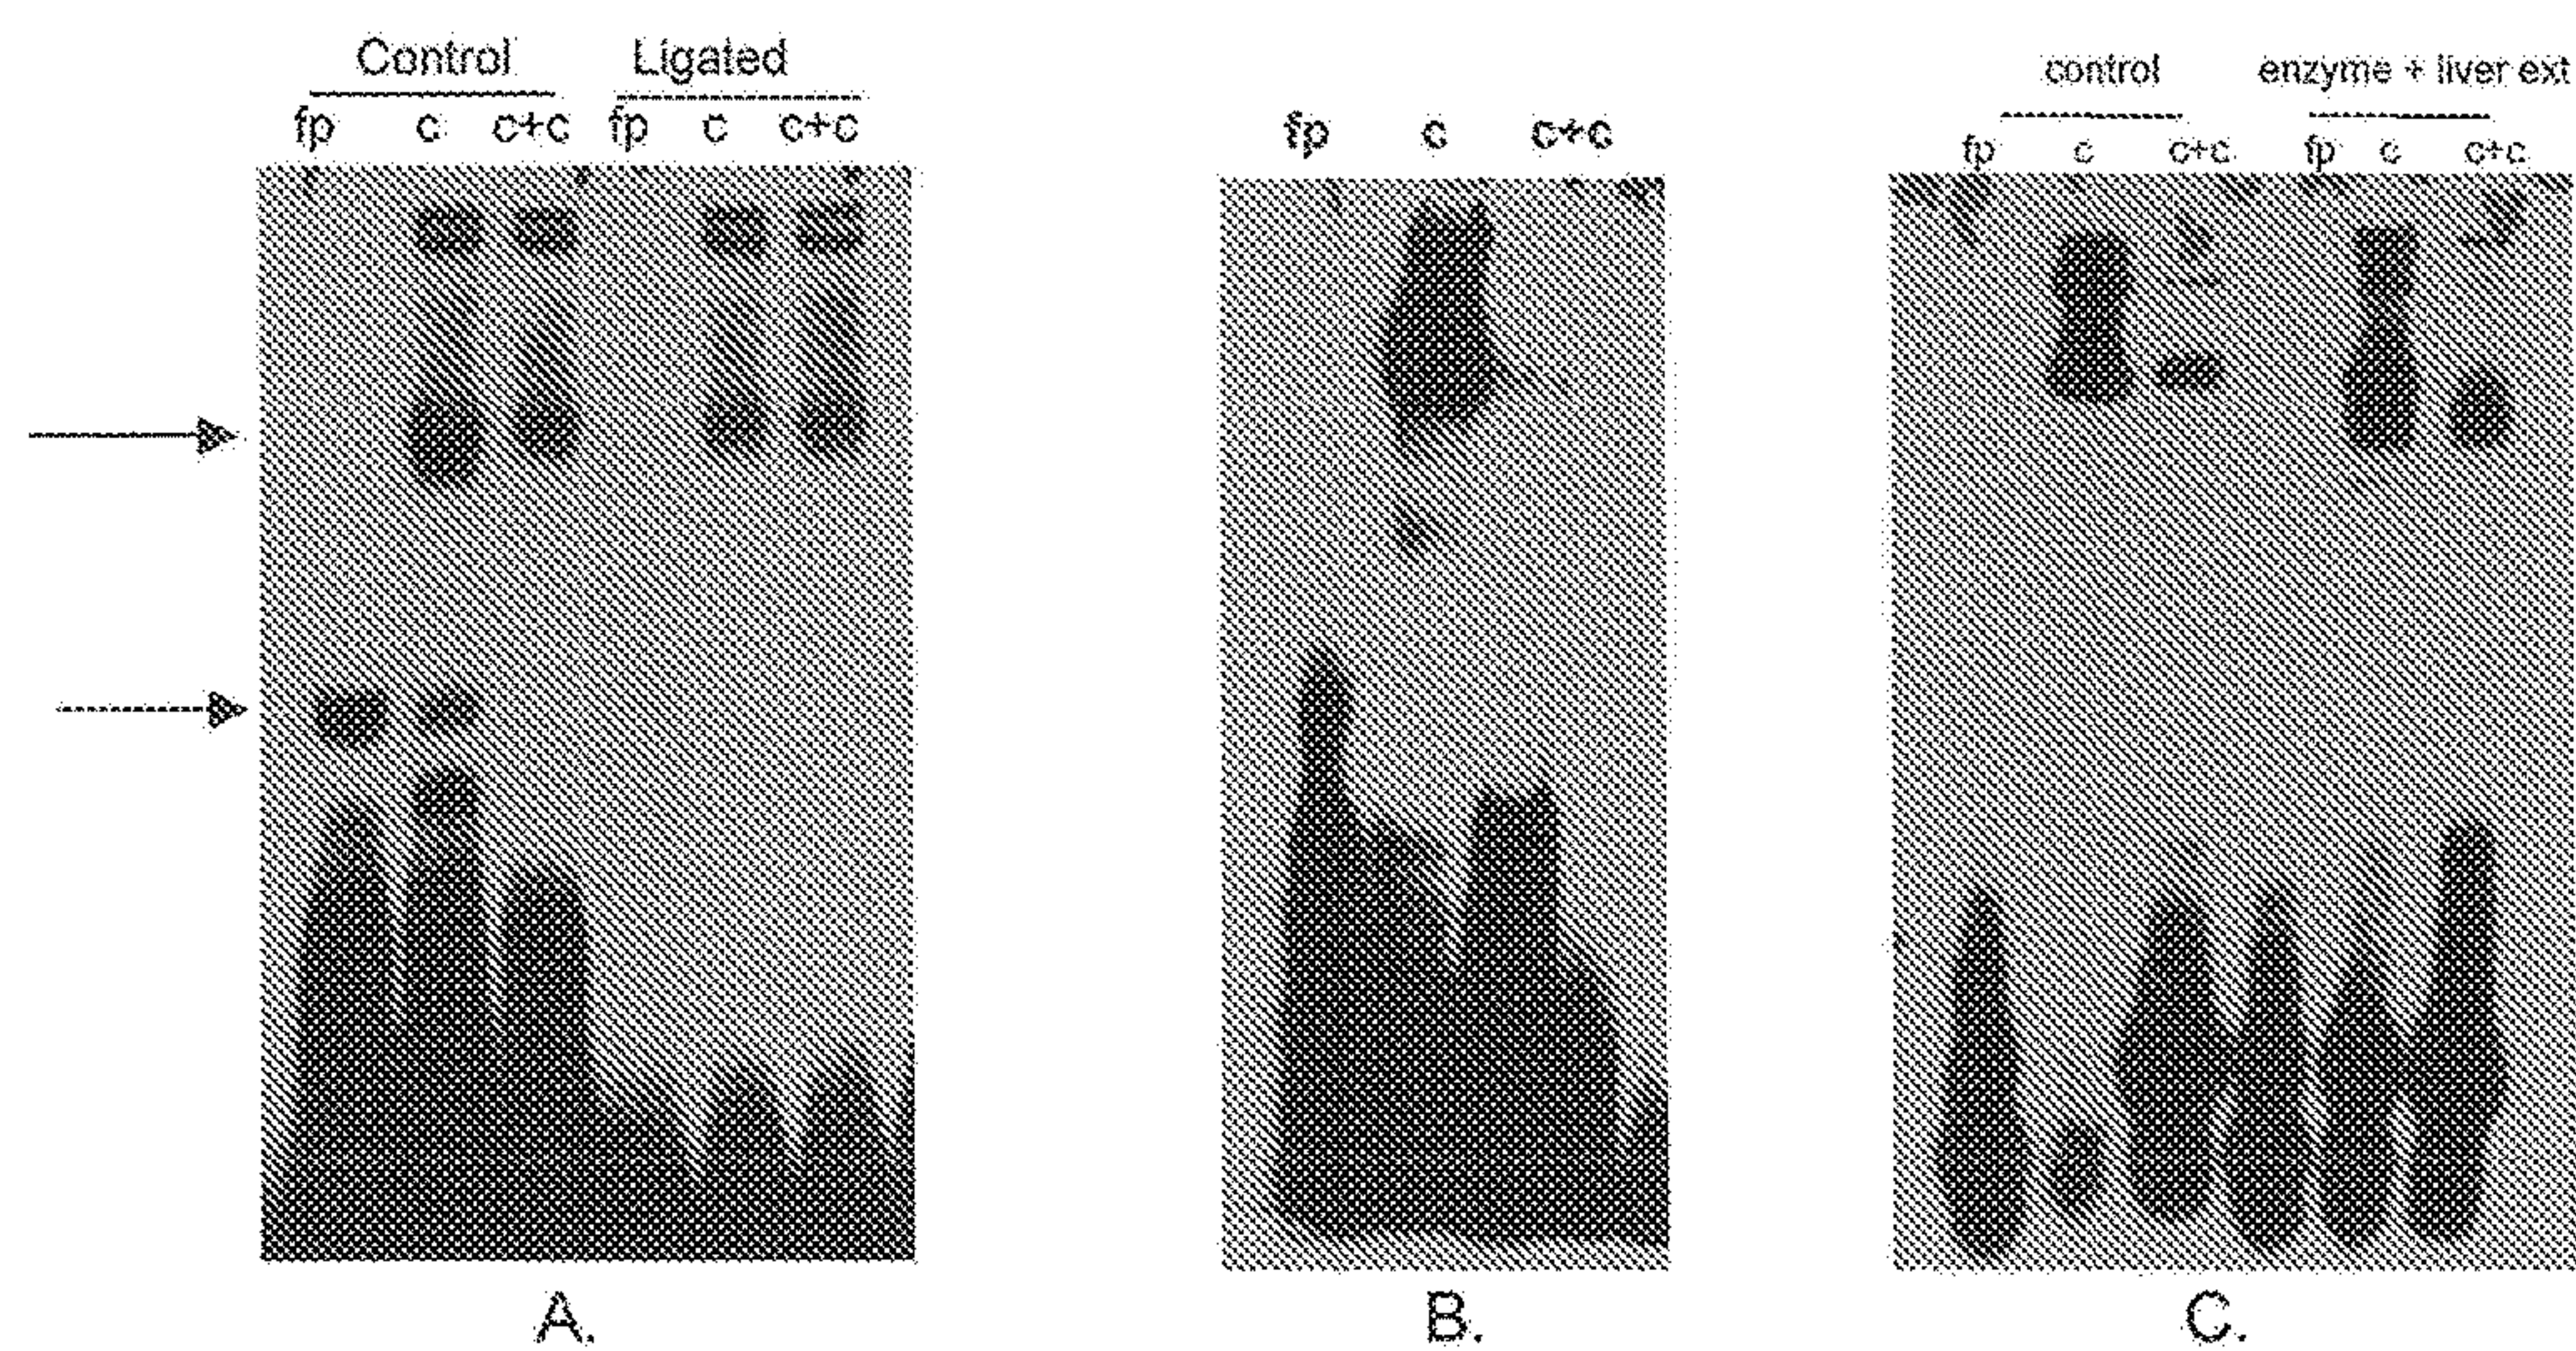 Control Ligated
fp c c+c fp c c+c
fp c c+c
control enzyme + liver ext
fp c c+c fp c c+c
A. B. C.